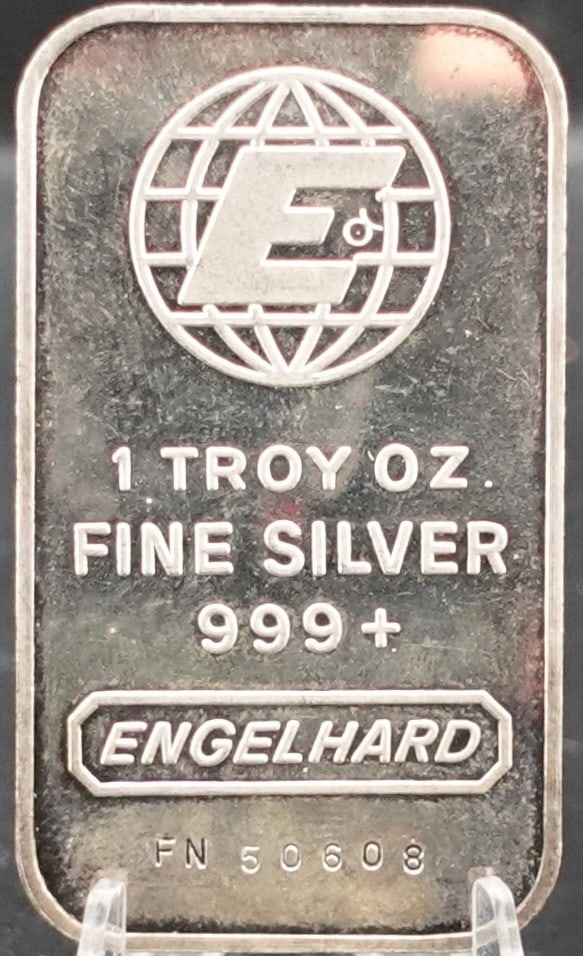 E
1 TROY OZ.
FINE SILVER
999+
ENGELHARD
FN 50608